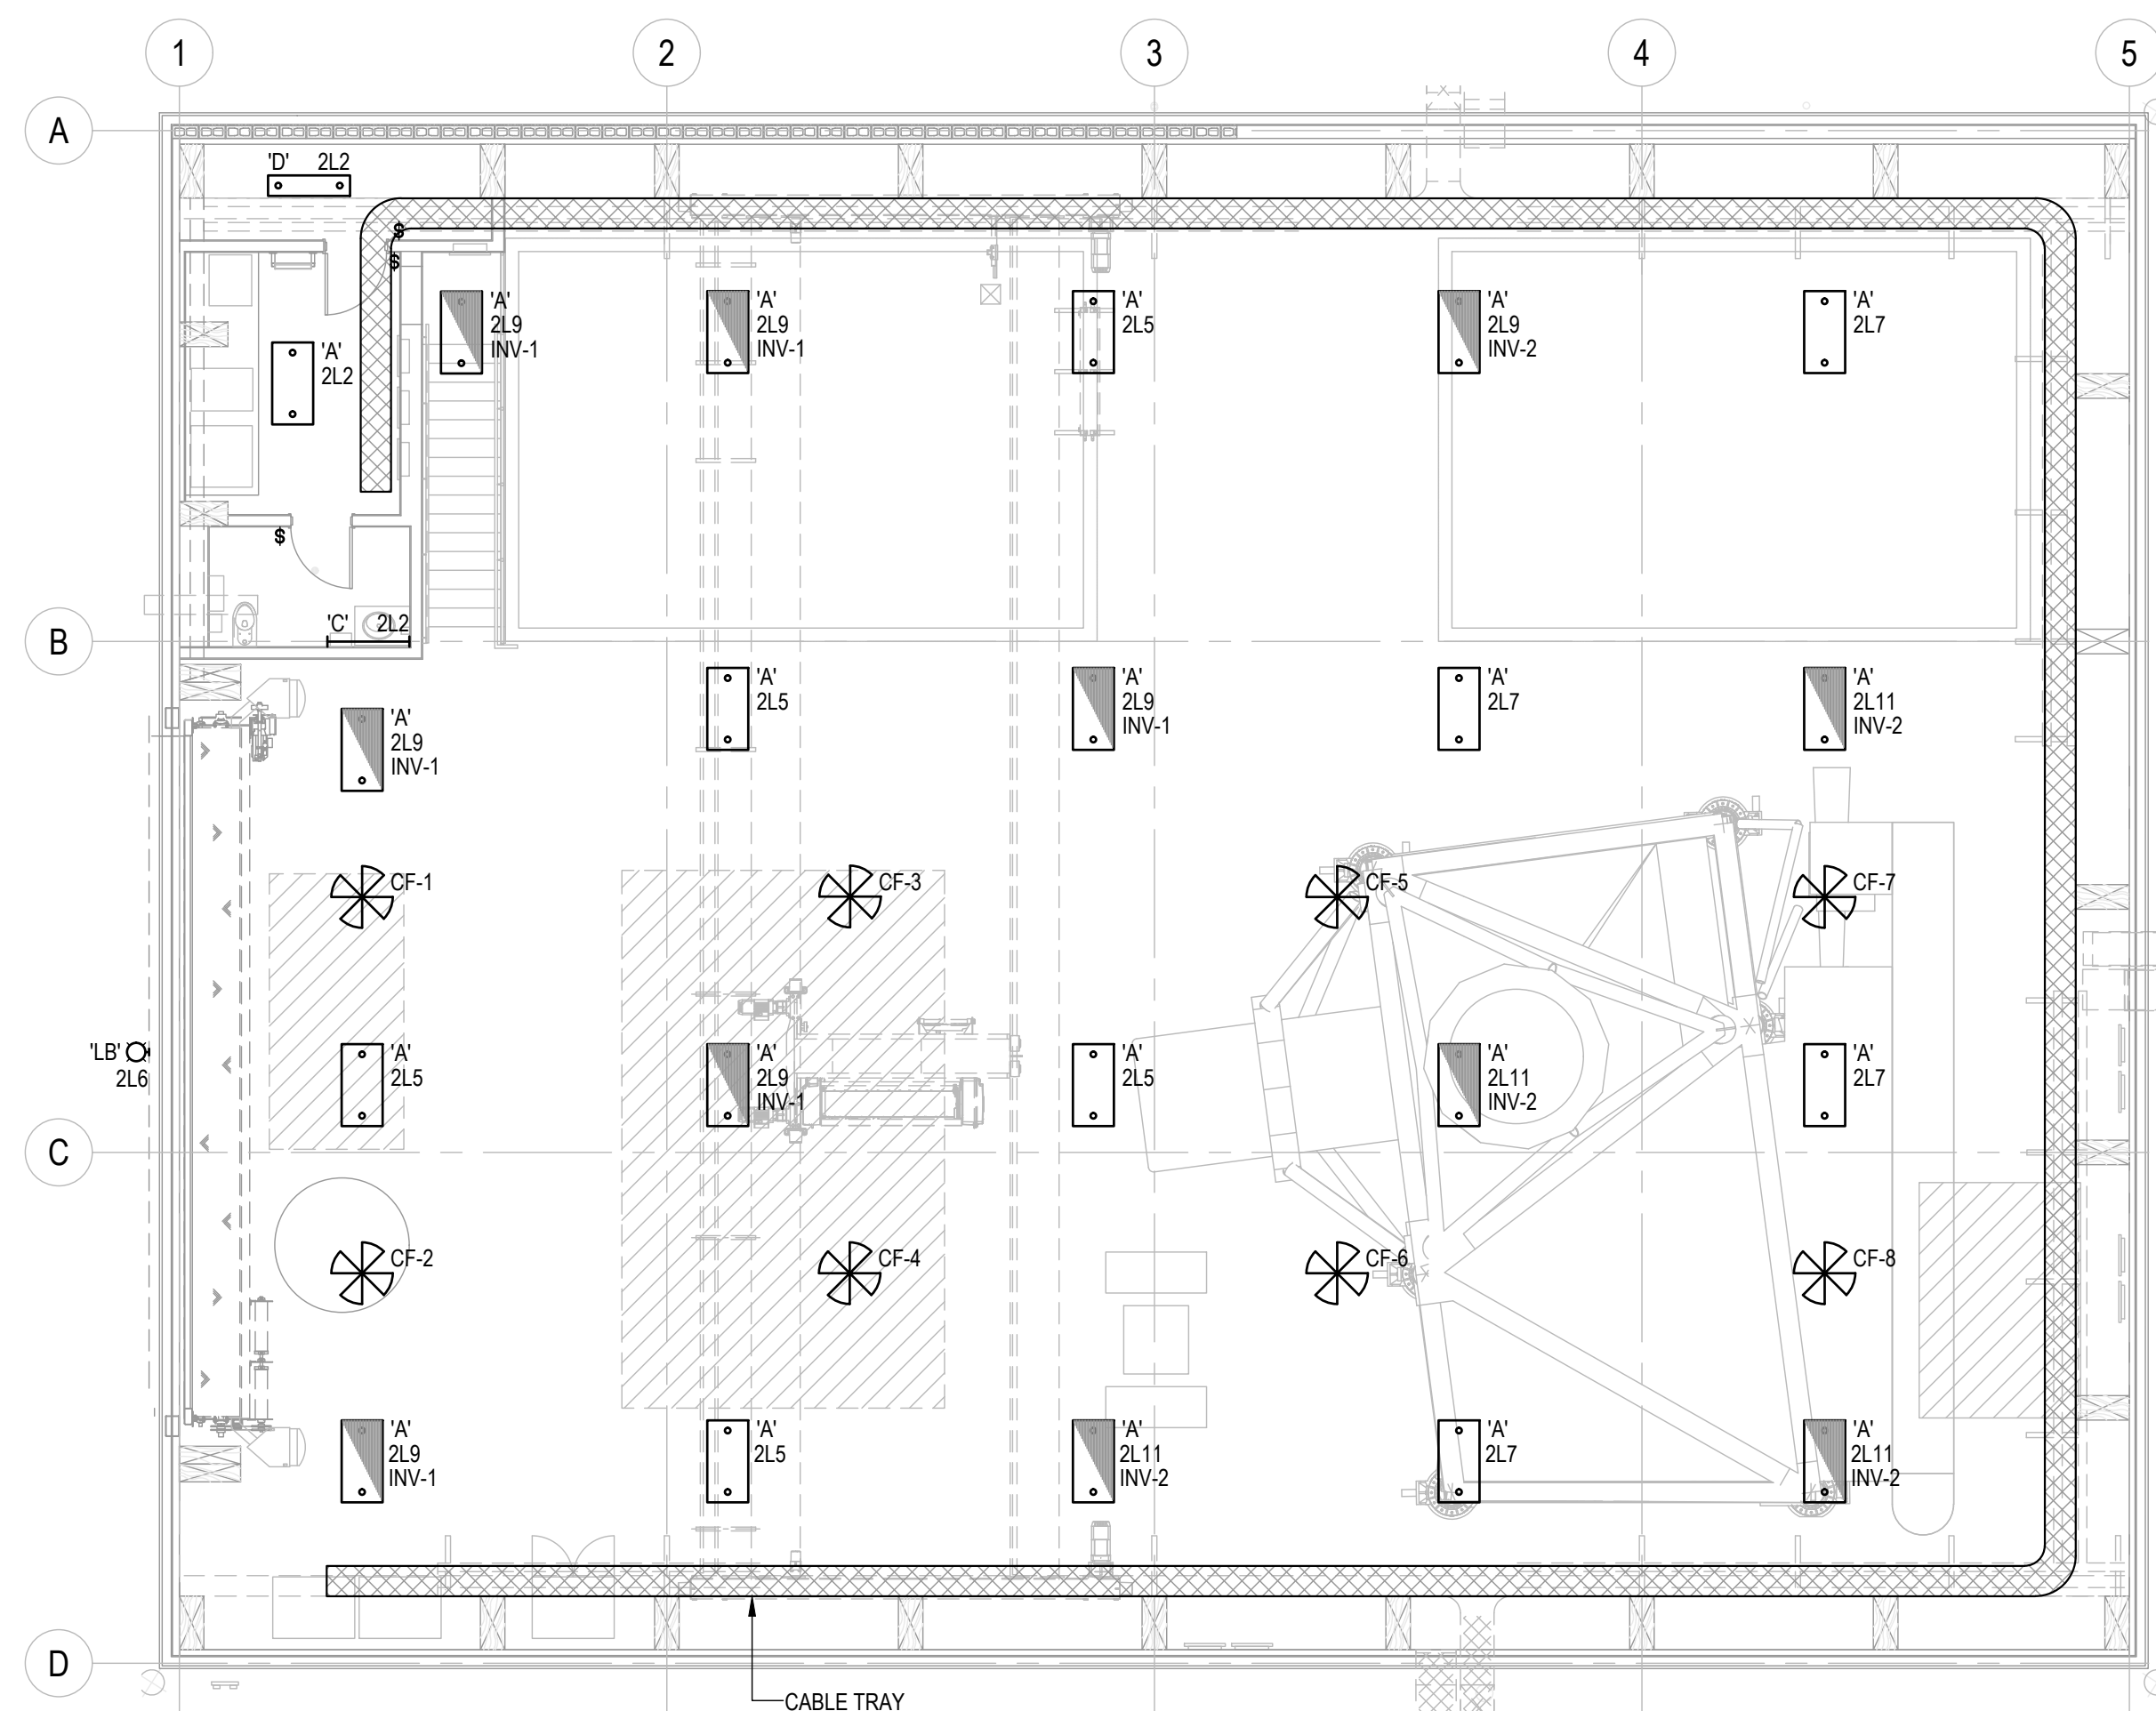 1
2
3
4
5
A
'D' 2L2
$
$
'A'
2L9
INV-1
'A'
2L9
INV-1
'A'
2L5
'A'
2L9
INV-2
'A'
2L7
'A'
2L2
$
'C' 2L2
B
'A'
2L9
INV-1
'A'
2L5
'A'
2L9
INV-1
'A'
2L7
'A'
2L11
INV-2
CF-1
CF-3
CF-5
CF-7
'LB'
2L6
'A'
2L5
'A'
2L9
INV-1
'A'
2L5
'A'
2L11
INV-2
'A'
2L7
C
CF-2
CF-4
CF-6
CF-8
'A'
2L9
INV-1
'A'
2L5
'A'
2L11
INV-2
'A'
2L7
'A'
2L11
INV-2
D
CABLE TRAY